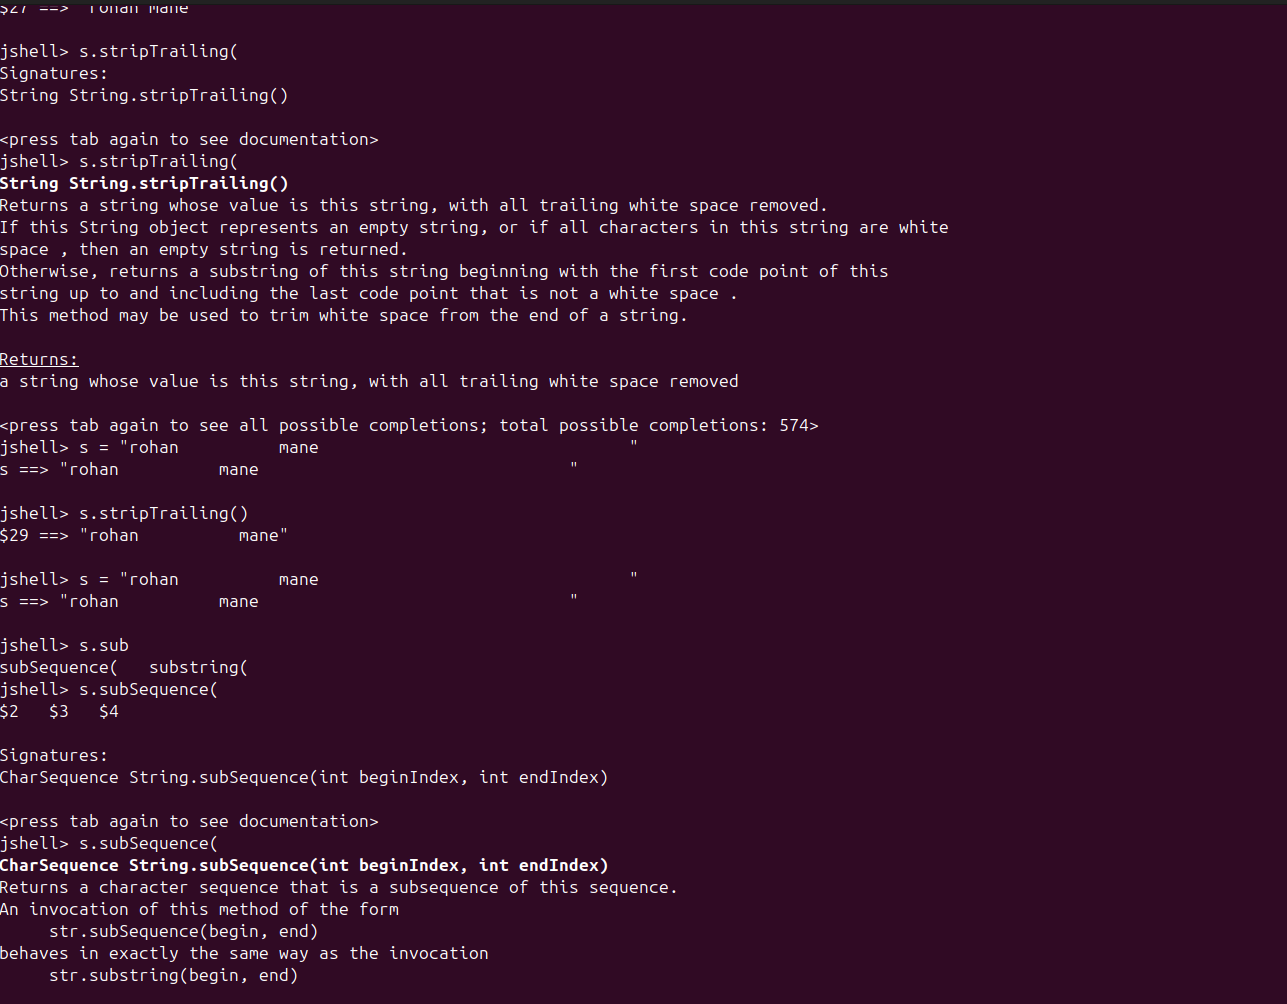 $27 ==> "rohan mane
jshell> s.stripTrailing(
Signatures:
String String.stripTrailing()
<press tab again to see documentation>
jshell> s.stripTrailing(
String String.stripTrailing()
Returns a string whose value is this string, with all trailing white space removed.
If this String object represents an empty string, or if all characters in this string are white
space , then an empty string is returned.
Otherwise, returns a substring of this string beginning with the first code point of this
string up to and including the last code point that is not a white space .
This method may be used to trim white space from the end of a string.
Returns:
a string whose value is this string, with all trailing white space removed
<press tab again to see all possible completions; total possible completions: 574>
jshell> s = "rohan          mane                               "
s ==> "rohan          mane                               "
jshell> s.stripTrailing()
$29 ==> "rohan          mane"
jshell> s = "rohan          mane                               "
s ==> "rohan          mane                               "
jshell> s.sub
subSequence(   substring(
jshell> s.subSequence(
$2   $3   $4
Signatures:
CharSequence String.subSequence(int beginIndex, int endIndex)
<press tab again to see documentation>
jshell> s.subSequence(
CharSequence String.subSequence(int beginIndex, int endIndex)
Returns a character sequence that is a subsequence of this sequence.
An invocation of this method of the form
     str.subSequence(begin, end)
behaves in exactly the same way as the invocation
     str.substring(begin, end)